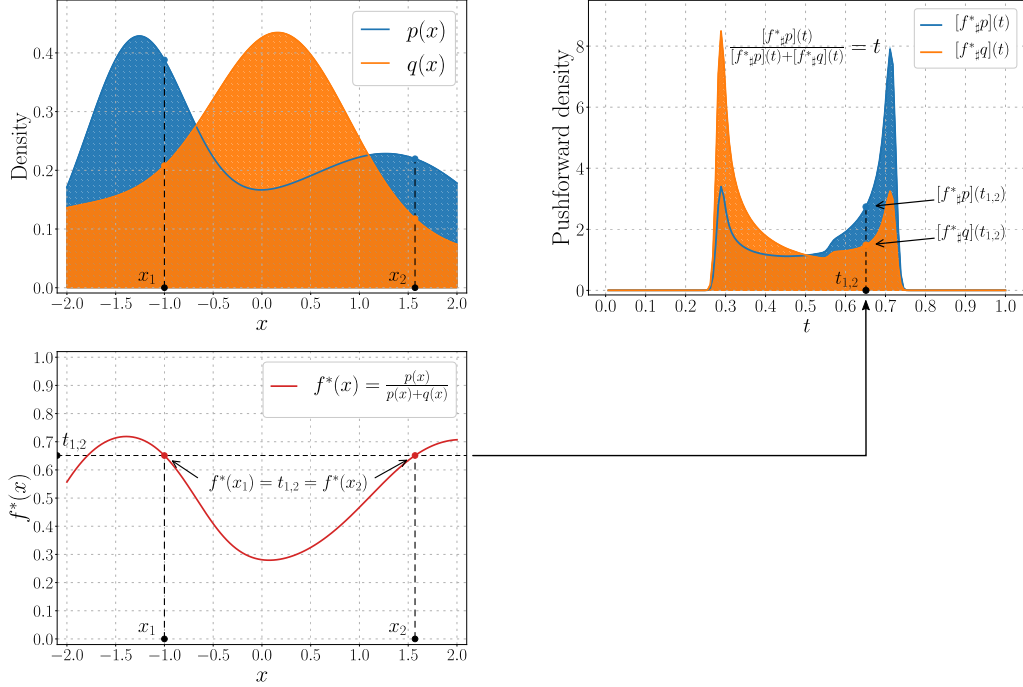 Density
0.4
0.3
0.2
0.1
0.0
p(x)
q(x)
x₁
x₂
−2.0 −1.5 −1.0 −0.5 0.0 0.5 1.0 1.5 2.0
x
Pushforward density
8
6
4
2
0
[f*♯p](t) / [f*♯p](t)+[f*♯q](t) = t
[f*♯p](t)
[f*♯q](t)
[f*♯p](t₁,₂)
[f*♯q](t₁,₂)
t₁,₂
0.0 0.1 0.2 0.3 0.4 0.5 0.6 0.7 0.8 0.9 1.0
t
f*(x)
1.0
0.9
0.8
0.7
0.6
0.5
0.4
0.3
0.2
0.1
0.0
f*(x) = p(x) / p(x)+q(x)
t₁,₂
f*(x₁) = t₁,₂ = f*(x₂)
x₁
x₂
−2.0 −1.5 −1.0 −0.5 0.0 0.5 1.0 1.5 2.0
x